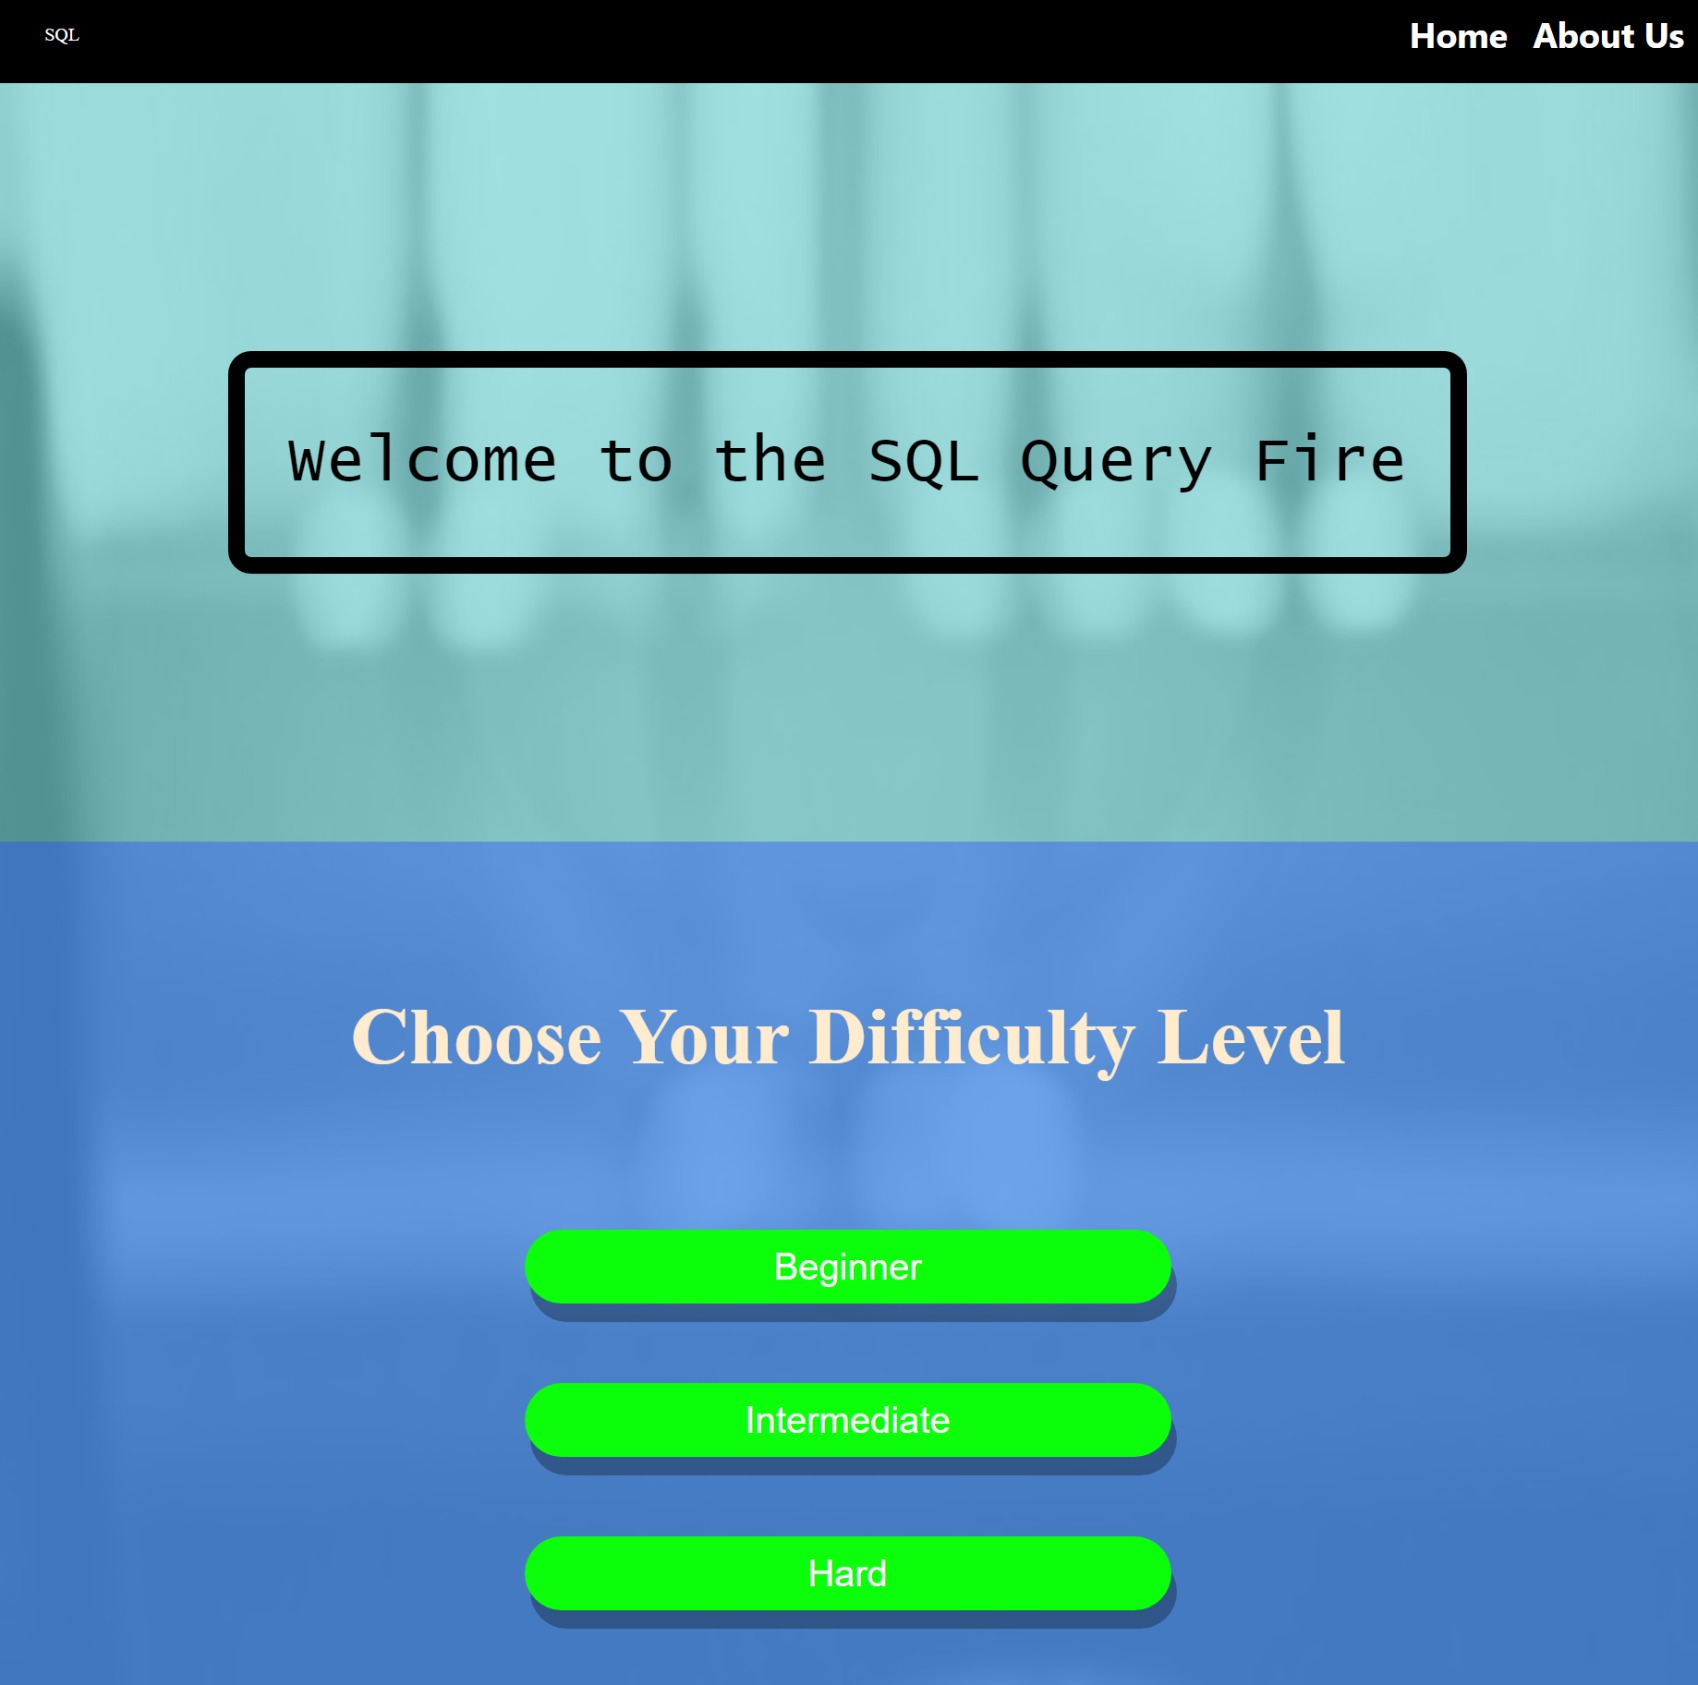 SQL
Home About Us
Welcome to the SQL Query Fire
Choose Your Difficulty Level
Beginner
Intermediate
Hard